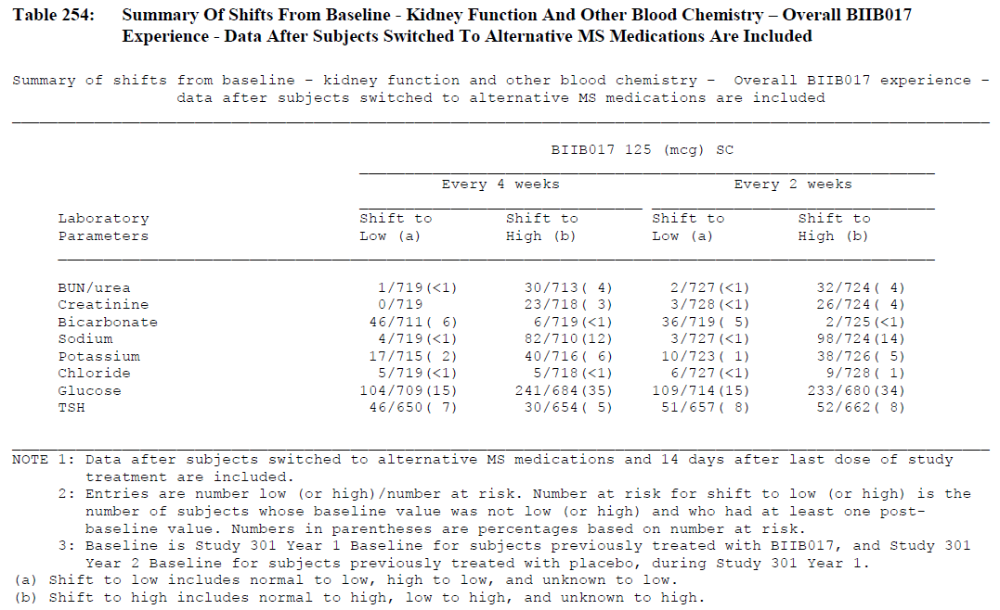 Table 254: Summary Of Shifts From Baseline - Kidney Function And Other Blood Chemistry – Overall BIIB017
Experience - Data After Subjects Switched To Alternative MS Medications Are Included
Summary of shifts from baseline - kidney function and other blood chemistry - Overall BIIB017 experience -
data after subjects switched to alternative MS medications are included
BIIB017 125 (mcg) SC
Every 4 weeks Every 2 weeks
Laboratory Shift to Shift to Shift to Shift to
Parameters Low (a) High (b) Low (a) High (b)
BUN/urea 1/719(<1) 30/713( 4) 2/727(<1) 32/724( 4)
Creatinine 0/719 23/718( 3) 3/728(<1) 26/724( 4)
Bicarbonate 46/711( 6) 6/719(<1) 36/719( 5) 2/725(<1)
Sodium 4/719(<1) 82/710(12) 3/727(<1) 98/724(14)
Potassium 17/715( 2) 40/716( 6) 10/723( 1) 38/726( 5)
Chloride 5/719(<1) 5/718(<1) 6/727(<1) 9/728( 1)
Glucose 104/709(15) 241/684(35) 109/714(15) 233/680(34)
TSH 46/650( 7) 30/654( 5) 51/657( 8) 52/662( 8)
NOTE 1: Data after subjects switched to alternative MS medications and 14 days after last dose of study
treatment are included.
2: Entries are number low (or high)/number at risk. Number at risk for shift to low (or high) is the
number of subjects whose baseline value was not low (or high) and who had at least one post-
baseline value. Numbers in parentheses are percentages based on number at risk.
3: Baseline is Study 301 Year 1 Baseline for subjects previously treated with BIIB017, and Study 301
Year 2 Baseline for subjects previously treated with placebo, during Study 301 Year 1.
(a) Shift to low includes normal to low, high to low, and unknown to low.
(b) Shift to high includes normal to high, low to high, and unknown to high.